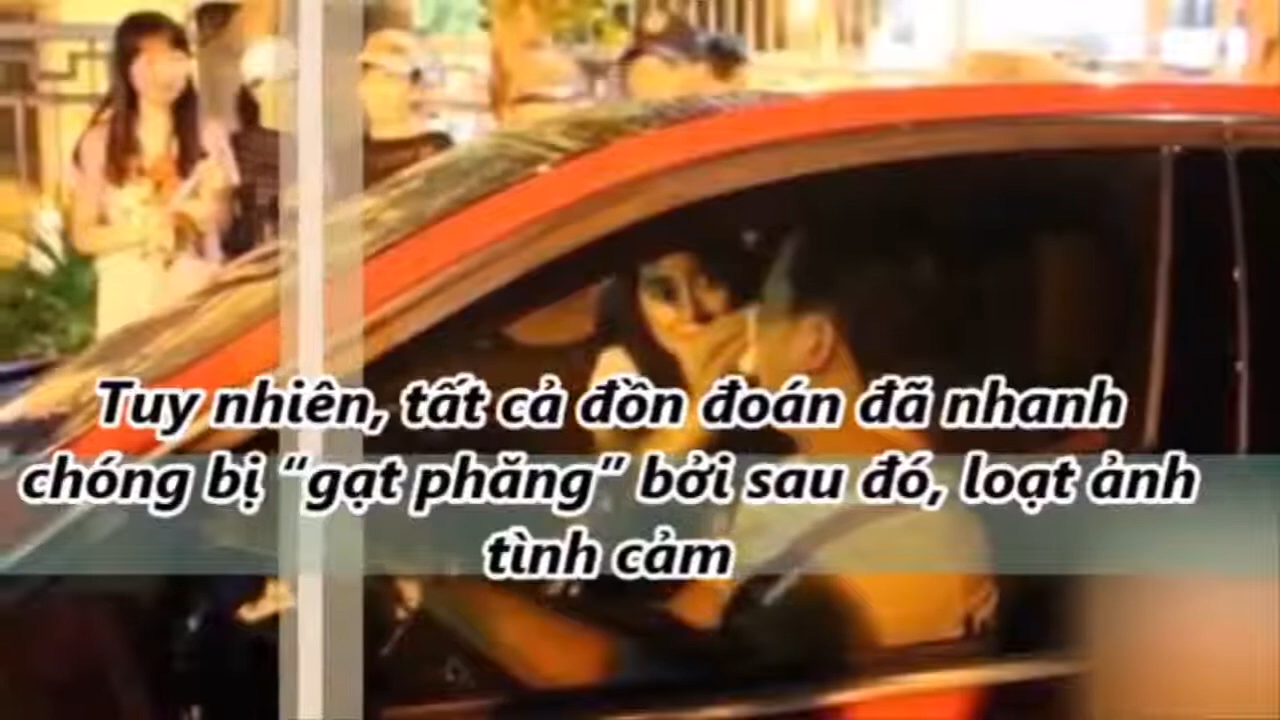 Tuy nhiên, tất cả đồn đoán đã nhanh
chóng bị “gạt phăng” bởi sau đó, loạt ảnh
tình cảm